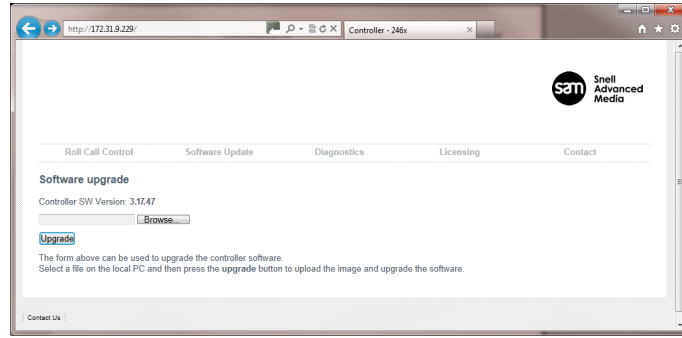 http://172.31.9.229/
Controller - 246x
sam
Snell
Advanced
Media
Roll Call Control Software Update Diagnostics Licensing Contact
Software upgrade
Controller SW Version: 3.17.47
Browse...
Upgrade
The form above can be used to upgrade the controller software.
Select a file on the local PC and then press the upgrade button to upload the image and upgrade the software.
Contact Us